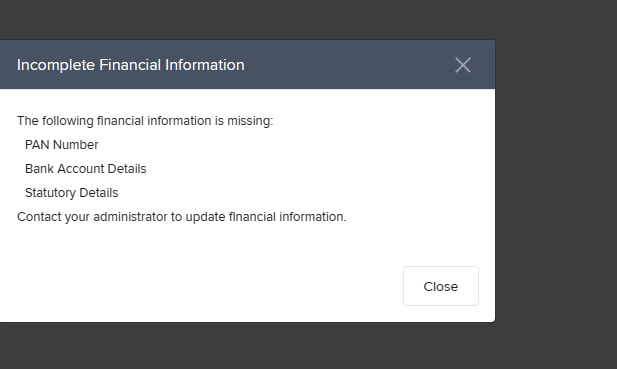 Incomplete Financial Information
The following financial information is missing:
PAN Number
Bank Account Details
Statutory Details
Contact your administrator to update financial information.
Close